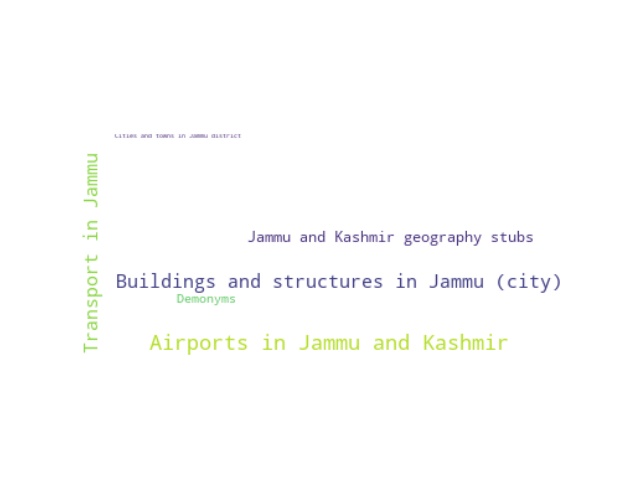 Cities and towns in Jammu district
Transport in Jammu
Jammu and Kashmir geography stubs
Buildings and structures in Jammu (city)
Demonyms
Airports in Jammu and Kashmir